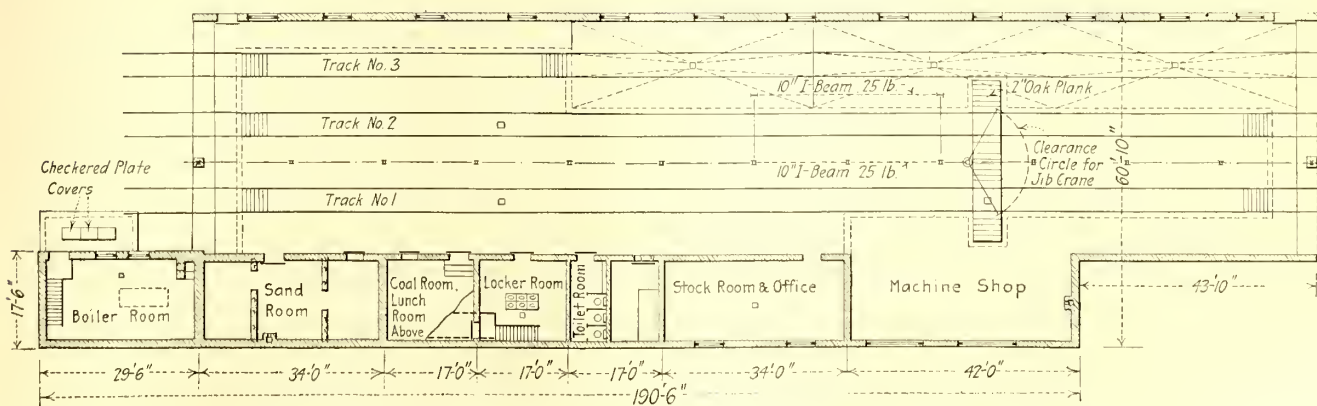 Track No. 3
10" I-Beam 25 lb.
2" Oak Plank
Track No. 2
Checkered Plate
Covers
10" I-Beam 25 lb.
Clearance
Circle for
Jib Crane
60'-10"
Track No 1
17'-6"
Boiler Room
Sand
Room
Coal Room,
Lunch
Room
Above
Locker Room
Toilet Room
Stock Room & Office
Machine Shop
43'-10"
29'-6"
34'-0"
17'-0"
17'-0"
17'-0"
34'-0"
42'-0"
190'-6"